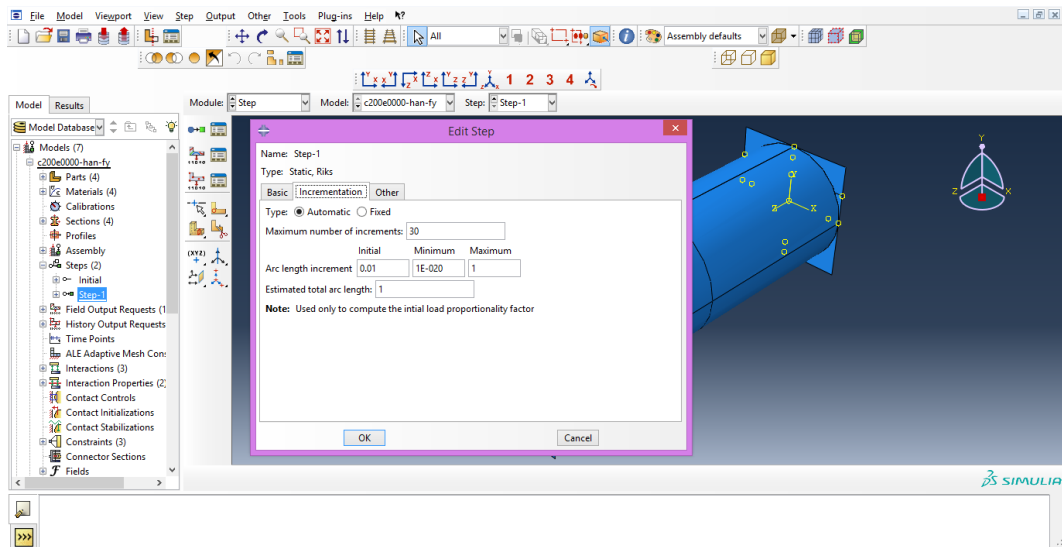 File Model Viewport View Step Output Other Tools Plug-ins Help
All Assembly defaults
1 2 3 4
Model Results Module: Step Model: c200e0000-han-fy Step: Step-1
Model Database
Models (7)
c200e0000-han-fy
Parts (4)
Materials (4)
Calibrations
Sections (4)
Profiles
Assembly
Steps (2)
Initial
Step-1
Field Output Requests (1
History Output Requests
Time Points
ALE Adaptive Mesh Con
Interactions (3)
Interaction Properties (2
Contact Controls
Contact Initializations
Contact Stabilizations
Constraints (3)
Connector Sections
Fields
(XYZ)
Edit Step
Name: Step-1
Type: Static, Riks
Basic Incrementation Other
Type: Automatic Fixed
Maximum number of increments: 30
Initial Minimum Maximum
Arc length increment 0.01 1E-020 1
Estimated total arc length: 1
Note: Used only to compute the intial load proportionality factor
OK Cancel
Y
Z X
Y
Z X
SIMULIA
>>>